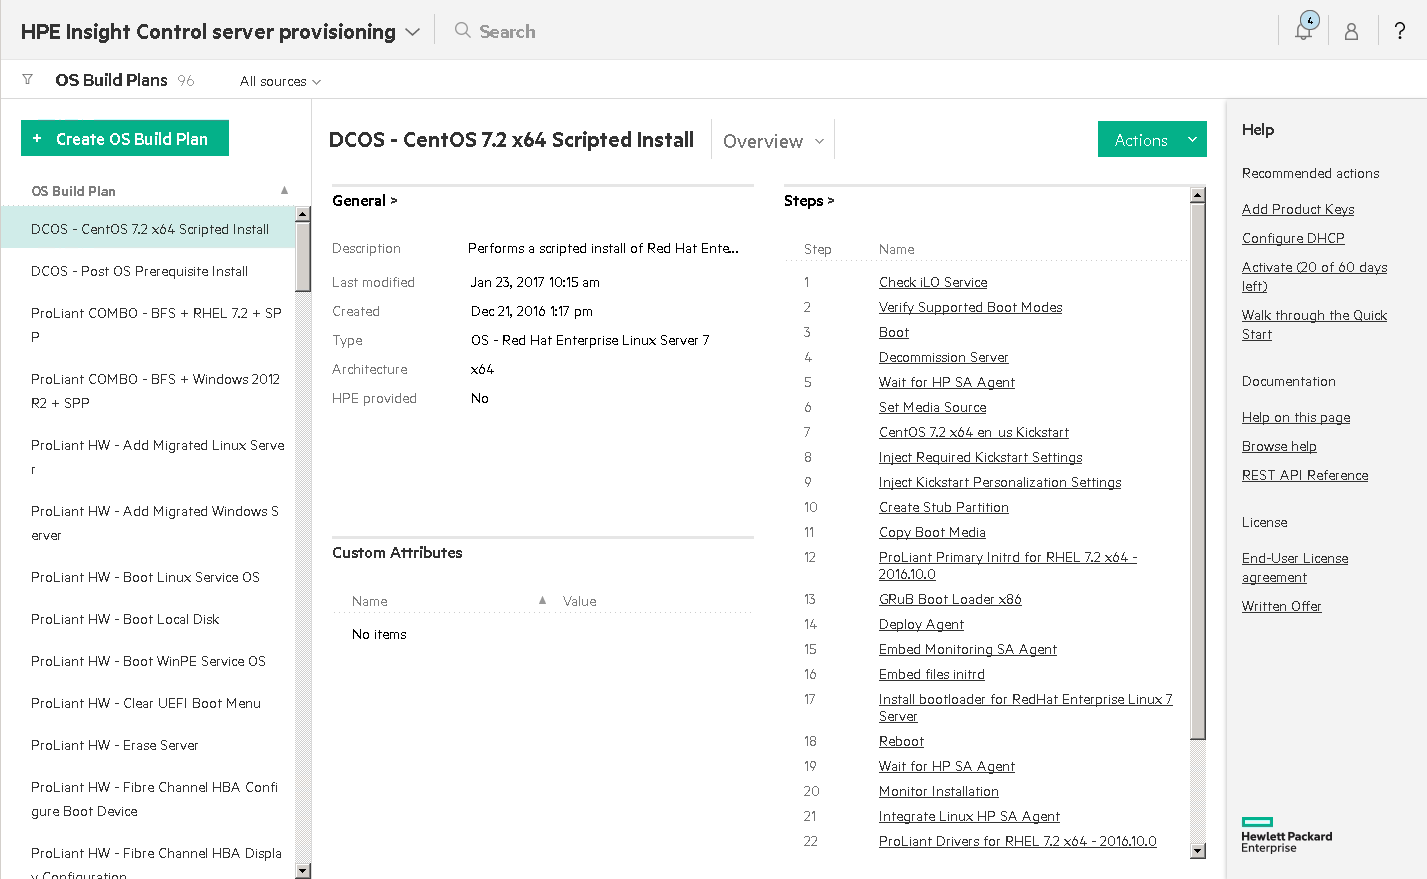 HPE Insight Control server provisioning
Search
4
?
OS Build Plans 96
All sources
+ Create OS Build Plan
OS Build Plan
DCOS - CentOS 7.2 x64 Scripted Install
DCOS - Post OS Prerequisite Install
ProLiant COMBO - BFS + RHEL 7.2 + SP
P
ProLiant COMBO - BFS + Windows 2012
R2 + SPP
ProLiant HW - Add Migrated Linux Serve
r
ProLiant HW - Add Migrated Windows S
erver
ProLiant HW - Boot Linux Service OS
ProLiant HW - Boot Local Disk
ProLiant HW - Boot WinPE Service OS
ProLiant HW - Clear UEFI Boot Menu
ProLiant HW - Erase Server
ProLiant HW - Fibre Channel HBA Confi
gure Boot Device
ProLiant HW - Fibre Channel HBA Displa
y Configuration
DCOS - CentOS 7.2 x64 Scripted Install
Overview
Actions
General >
Description Performs a scripted install of Red Hat Ente...
Last modified Jan 23, 2017 10:15 am
Created Dec 21, 2016 1:17 pm
Type OS - Red Hat Enterprise Linux Server 7
Architecture x64
HPE provided No
Custom Attributes
Name Value
No items
Steps >
Step Name
1 Check iLO Service
2 Verify Supported Boot Modes
3 Boot
4 Decommission Server
5 Wait for HP SA Agent
6 Set Media Source
7 CentOS 7.2 x64 en_us Kickstart
8 Inject Required Kickstart Settings
9 Inject Kickstart Personalization Settings
10 Create Stub Partition
11 Copy Boot Media
12 ProLiant Primary Initrd for RHEL 7.2 x64 -
2016.10.0
13 GRuB Boot Loader x86
14 Deploy Agent
15 Embed Monitoring SA Agent
16 Embed files initrd
17 Install bootloader for RedHat Enterprise Linux 7
Server
18 Reboot
19 Wait for HP SA Agent
20 Monitor Installation
21 Integrate Linux HP SA Agent
22 ProLiant Drivers for RHEL 7.2 x64 - 2016.10.0
Help
Recommended actions
Add Product Keys
Configure DHCP
Activate (20 of 60 days
left)
Walk through the Quick
Start
Documentation
Help on this page
Browse help
REST API Reference
License
End-User License
agreement
Written Offer
Hewlett Packard
Enterprise